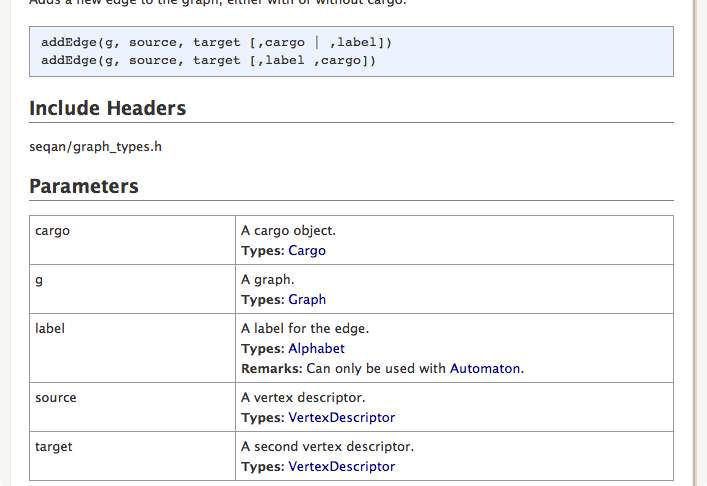 Adds a new edge to the graph, either with or without cargo.
addEdge(g, source, target [,cargo | ,label])
addEdge(g, source, target [,label ,cargo])
Include Headers
seqan/graph_types.h
Parameters
cargo
A cargo object.
Types: Cargo
g
A graph.
Types: Graph
label
A label for the edge.
Types: Alphabet
Remarks: Can only be used with Automaton.
source
A vertex descriptor.
Types: VertexDescriptor
target
A second vertex descriptor.
Types: VertexDescriptor